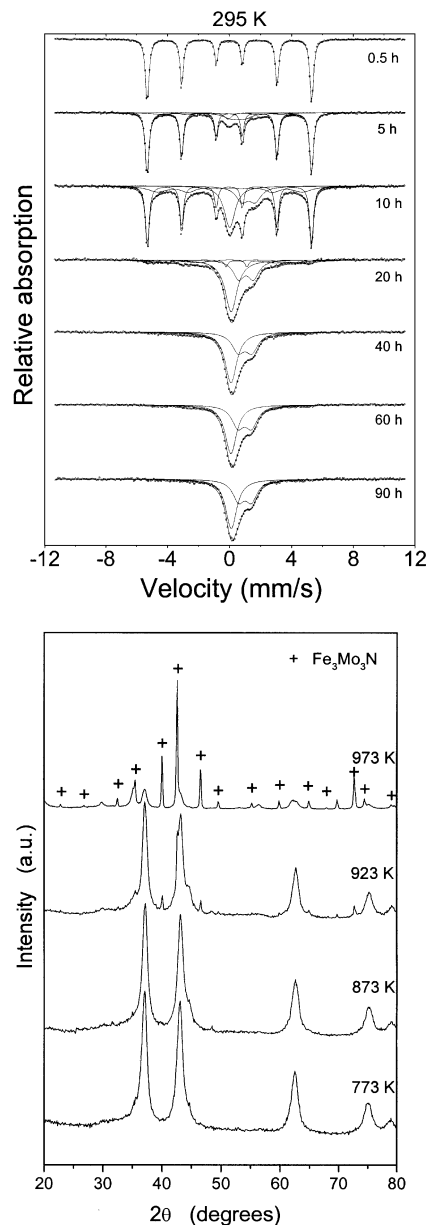 295 K
0.5 h
5 h
10 h
20 h
40 h
60 h
90 h
Relative absorption
-12 -8 -4 0 4 8 12
Velocity (mm/s)
+ Fe₃Mo₃N
973 K
923 K
873 K
773 K
Intensity (a.u.)
20 30 40 50 60 70 80
2θ (degrees)